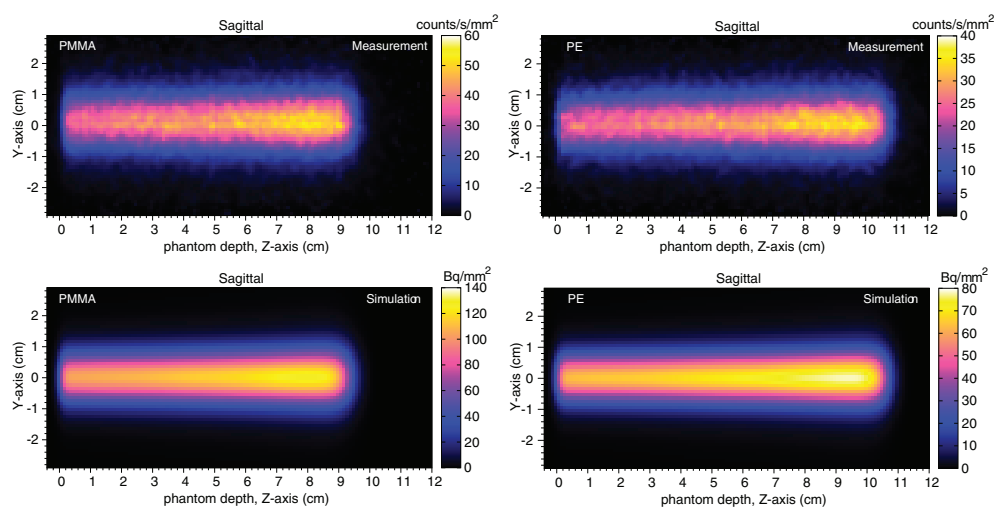 Sagittal
counts/s/mm²
PMMA
Measurement
60
50
40
30
20
10
0
2
1
0
-1
-2
Y-axis (cm)
0 1 2 3 4 5 6 7 8 9 10 11 12
phantom depth, Z-axis (cm)
Sagittal
counts/s/mm²
PE
Measurement
40
35
30
25
20
15
10
5
0
2
1
0
-1
-2
Y-axis (cm)
0 1 2 3 4 5 6 7 8 9 10 11 12
phantom depth, Z-axis (cm)
Sagittal
Bq/mm²
PMMA
Simulation
140
120
100
80
60
40
20
0
2
1
0
-1
-2
Y-axis (cm)
0 1 2 3 4 5 6 7 8 9 10 11 12
phantom depth, Z-axis (cm)
Sagittal
Bq/mm²
PE
Simulation
80
70
60
50
40
30
20
10
0
2
1
0
-1
-2
Y-axis (cm)
0 1 2 3 4 5 6 7 8 9 10 11 12
phantom depth, Z-axis (cm)